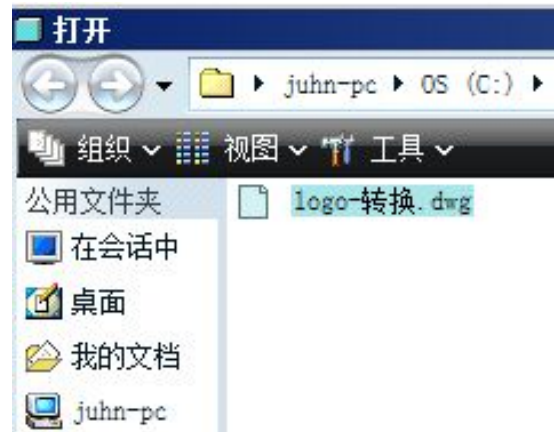 打开
juhn-pc OS (C:)
组织 视图 工具
公用文件夹
logo-转换.dwg
在会话中
桌面
我的文档
juhn-pc